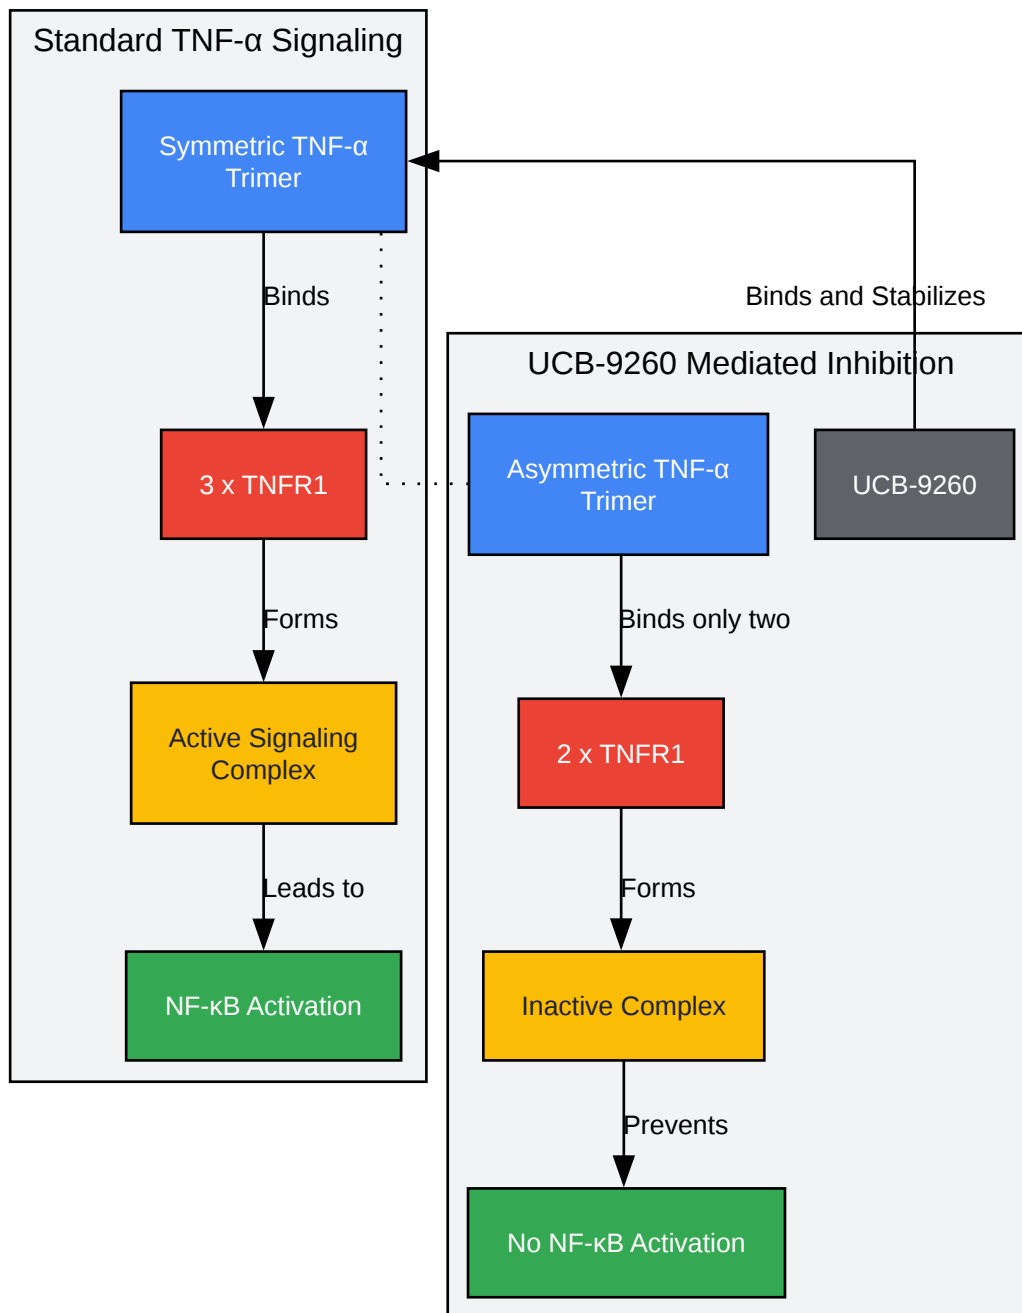 Standard TNF-α Signaling
Symmetric TNF-α
Trimer
Binds
3 x TNFR1
Forms
Active Signaling
Complex
Leads to
NF-κB Activation
Binds and Stabilizes
UCB-9260 Mediated Inhibition
Asymmetric TNF-α
Trimer
UCB-9260
Binds only two
2 x TNFR1
Forms
Inactive Complex
Prevents
No NF-κB Activation